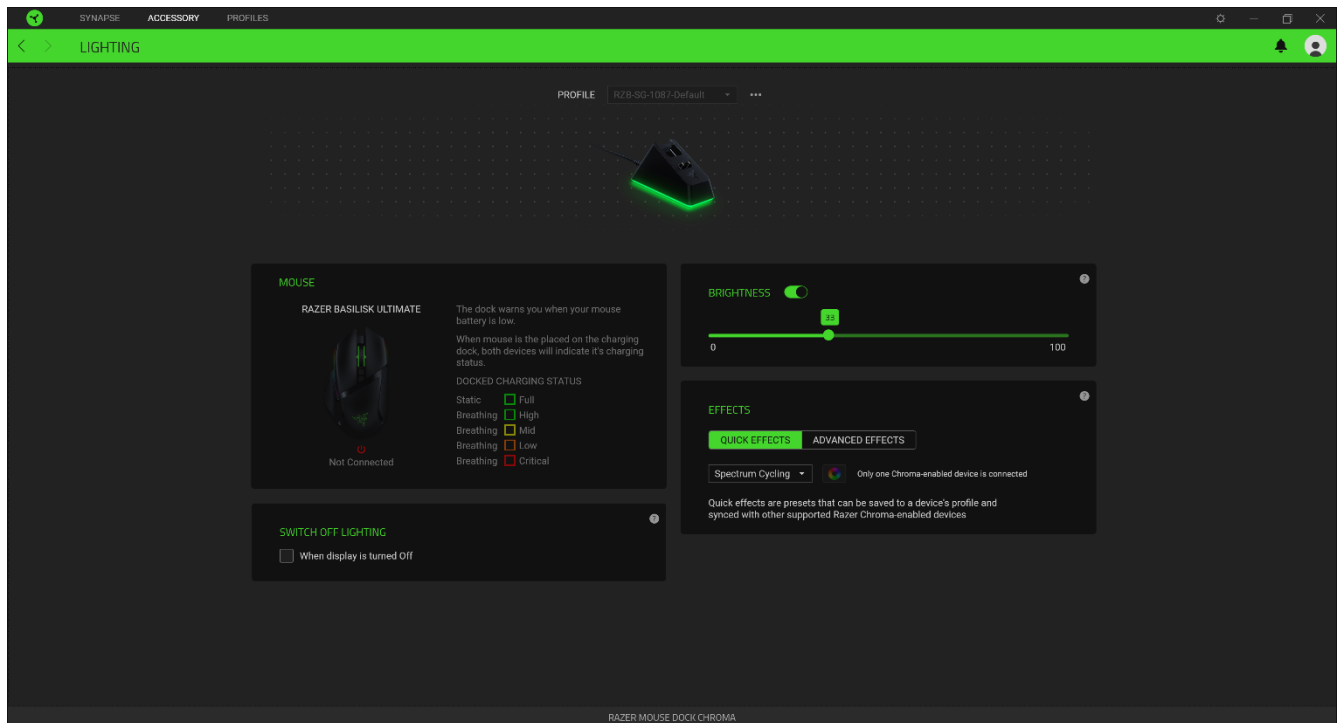 SYNAPSE ACCESSORY PROFILES
LIGHTING
PROFILE RZB-SG-1087-Default
MOUSE
RAZER BASILISK ULTIMATE
Not Connected
The dock warns you when your mouse
battery is low.
When mouse is the placed on the charging
dock, both devices will indicate it's charging
status.
DOCKED CHARGING STATUS
Static Full
Breathing High
Breathing Mid
Breathing Low
Breathing Critical
SWITCH OFF LIGHTING
?
When display is turned Off
?
BRIGHTNESS
33
0 100
?
EFFECTS
QUICK EFFECTS ADVANCED EFFECTS
Spectrum Cycling Only one Chroma-enabled device is connected
Quick effects are presets that can be saved to a device's profile and
synced with other supported Razer Chroma-enabled devices
RAZER MOUSE DOCK CHROMA